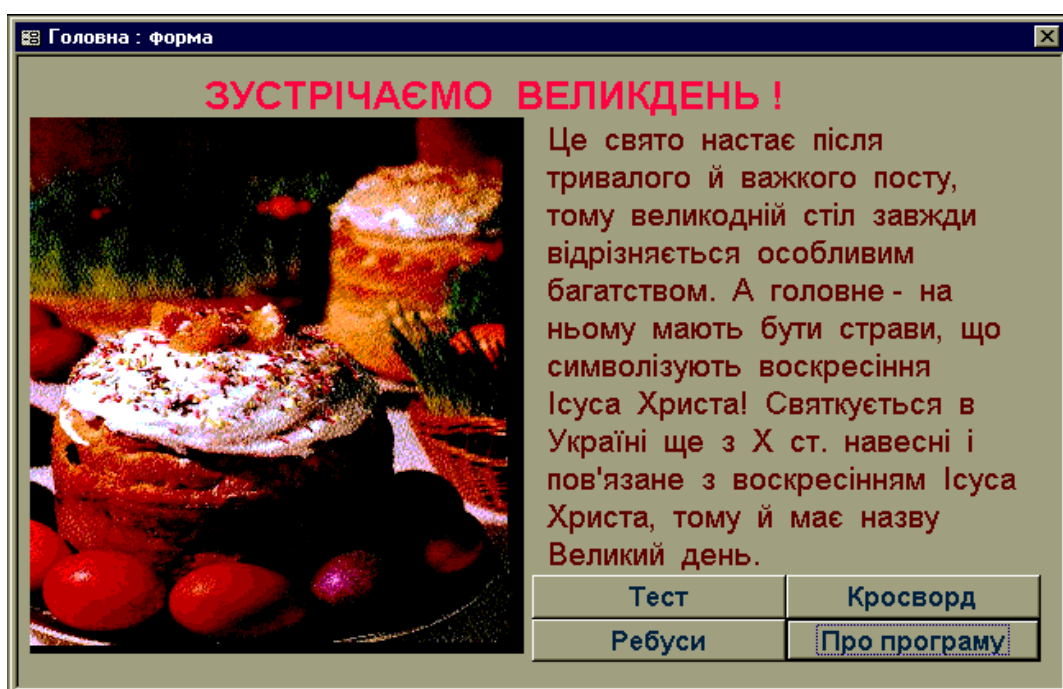 Головна : форма
ЗУСТРІЧАЄМО ВЕЛИКДЕНЬ !
Це свято настає після
тривалого й важкого посту,
тому великодній стіл завжди
відрізняється особливим
багатством. А головне - на
ньому мають бути страви, що
символізують воскресіння
Ісуса Христа! Святкується в
Україні ще з Х ст. навесні і
пов'язане з воскресінням Ісуса
Христа, тому й має назву
Великий день.
Тест
Кросворд
Ребуси
Про програму